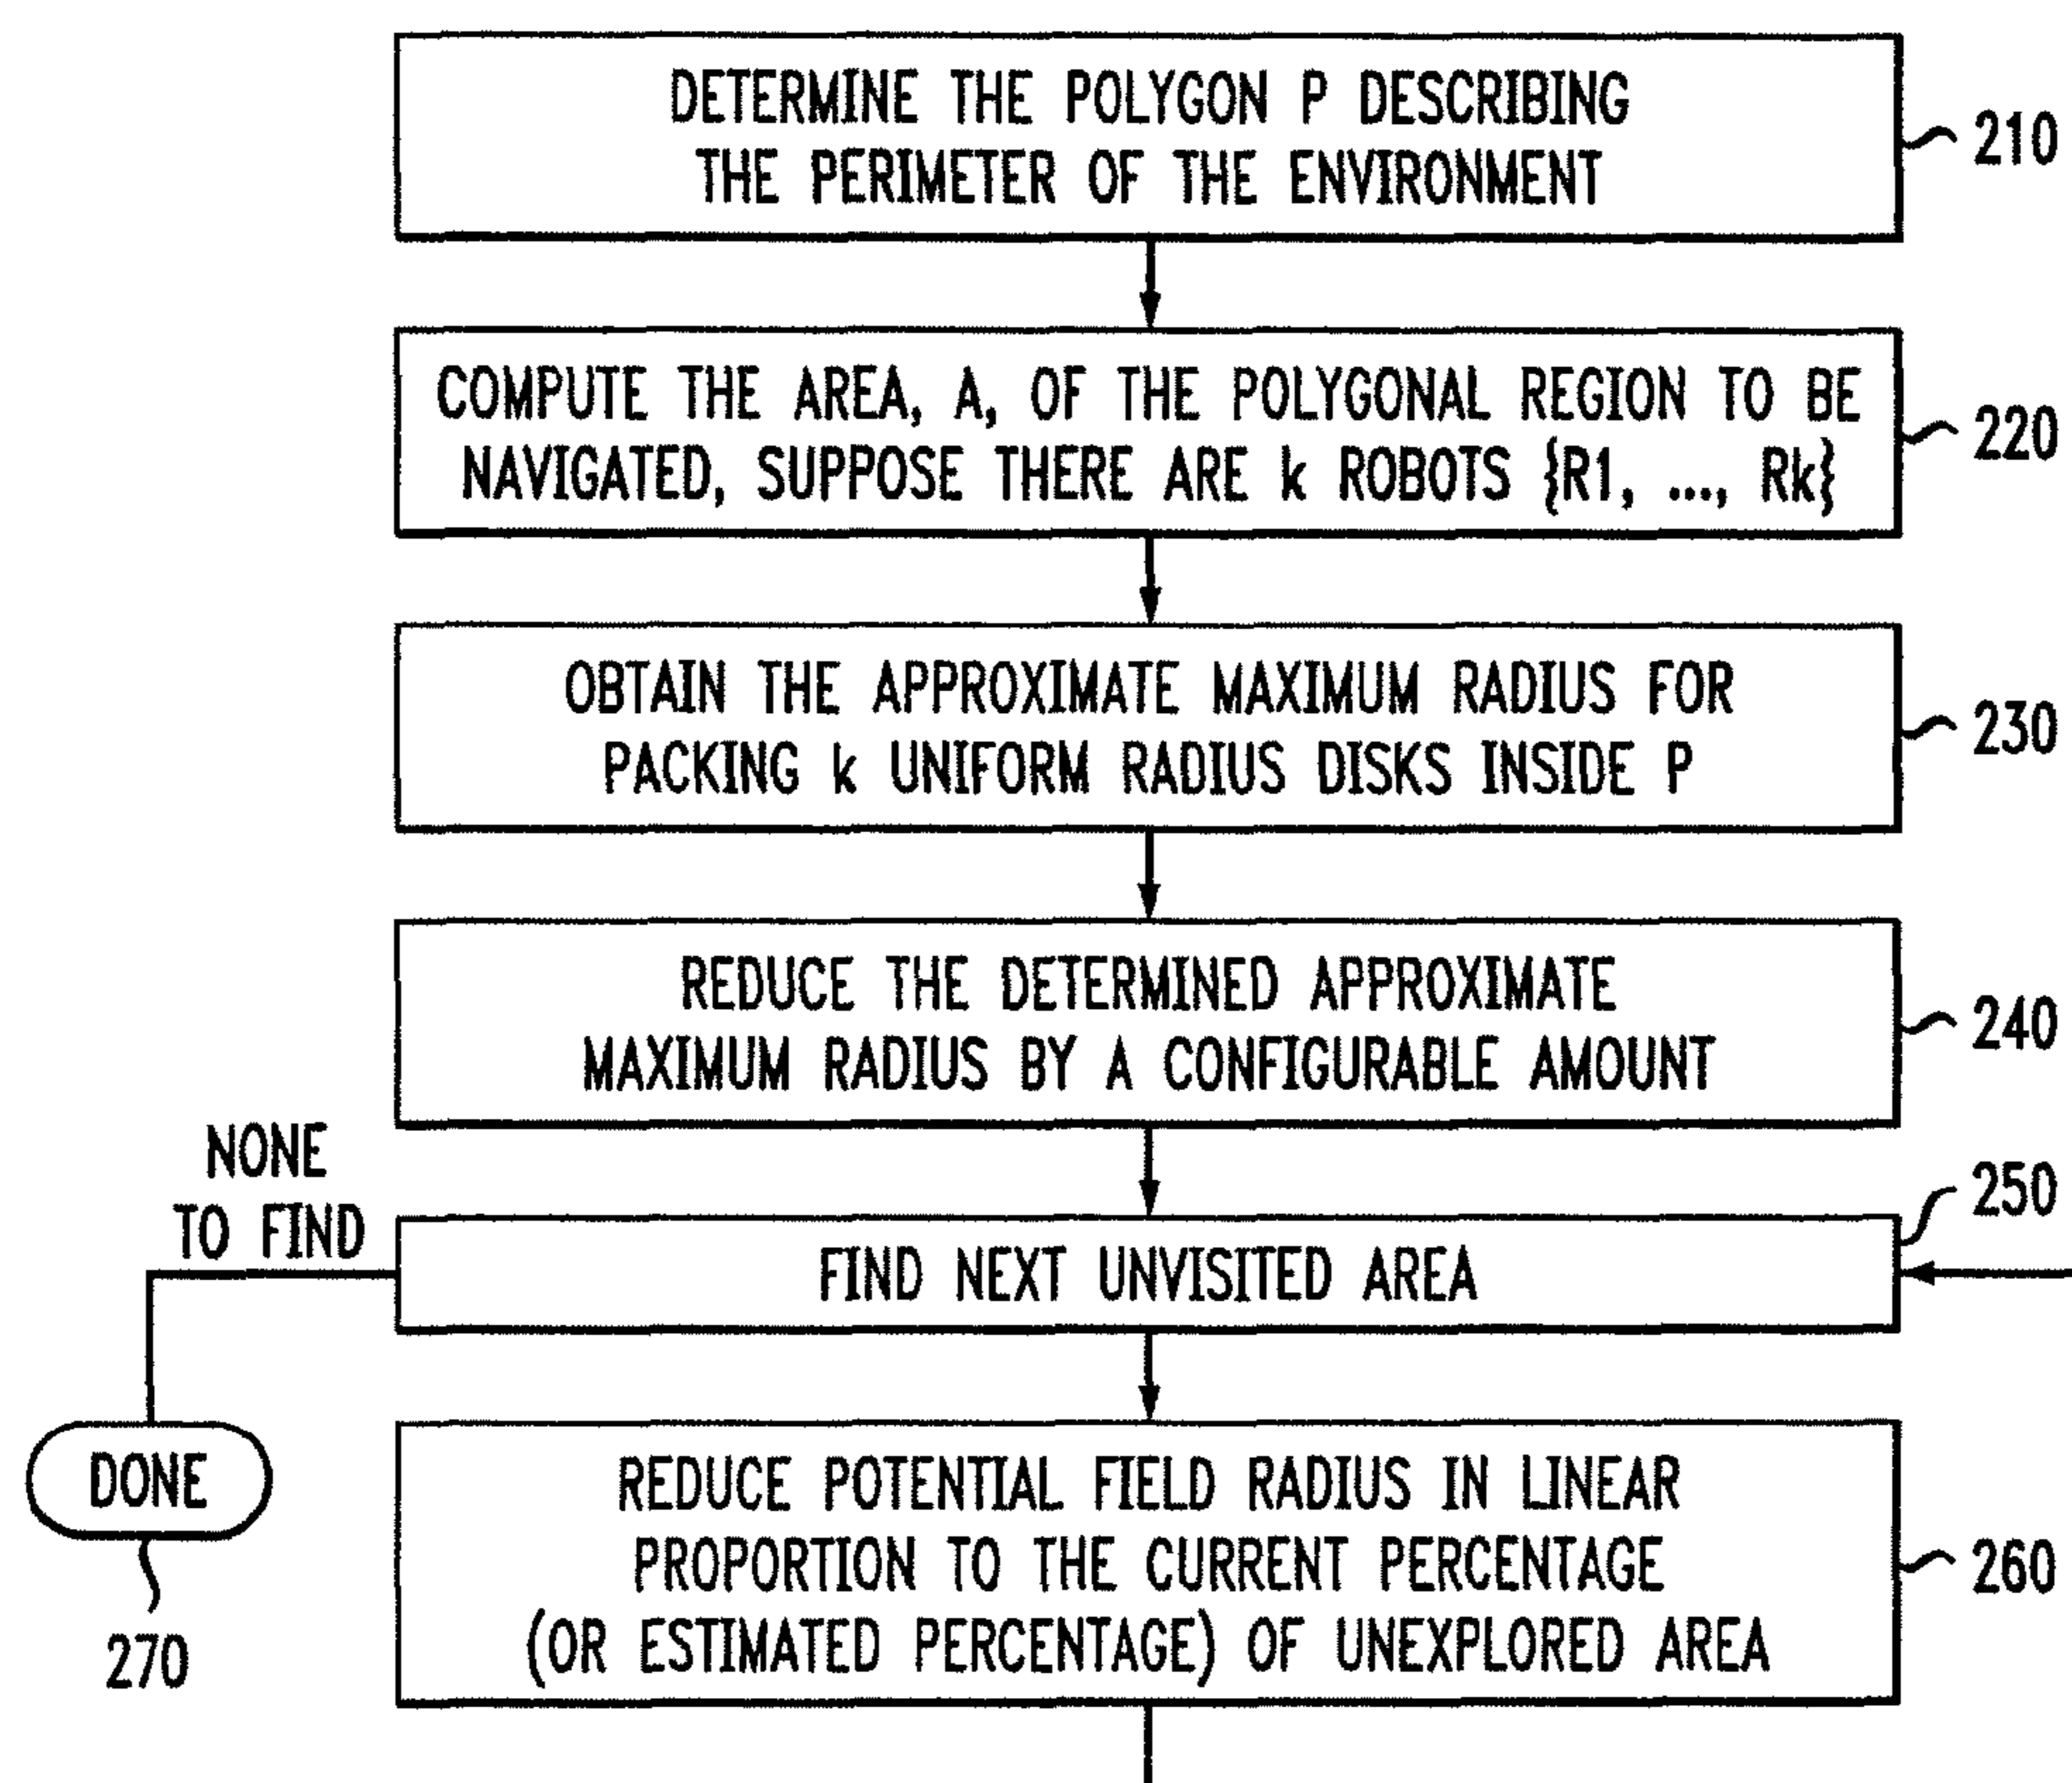 DETERMINE THE POLYGON P DESCRIBING
THE PERIMETER OF THE ENVIRONMENT
210
COMPUTE THE AREA, A, OF THE POLYGONAL REGION TO BE
NAVIGATED, SUPPOSE THERE ARE k ROBOTS {R1, ..., Rk}
220
OBTAIN THE APPROXIMATE MAXIMUM RADIUS FOR
PACKING k UNIFORM RADIUS DISKS INSIDE P
230
REDUCE THE DETERMINED APPROXIMATE
MAXIMUM RADIUS BY A CONFIGURABLE AMOUNT
240
NONE
TO FIND
FIND NEXT UNVISITED AREA
250
DONE
270
REDUCE POTENTIAL FIELD RADIUS IN LINEAR
PROPORTION TO THE CURRENT PERCENTAGE
(OR ESTIMATED PERCENTAGE) OF UNEXPLORED AREA
260